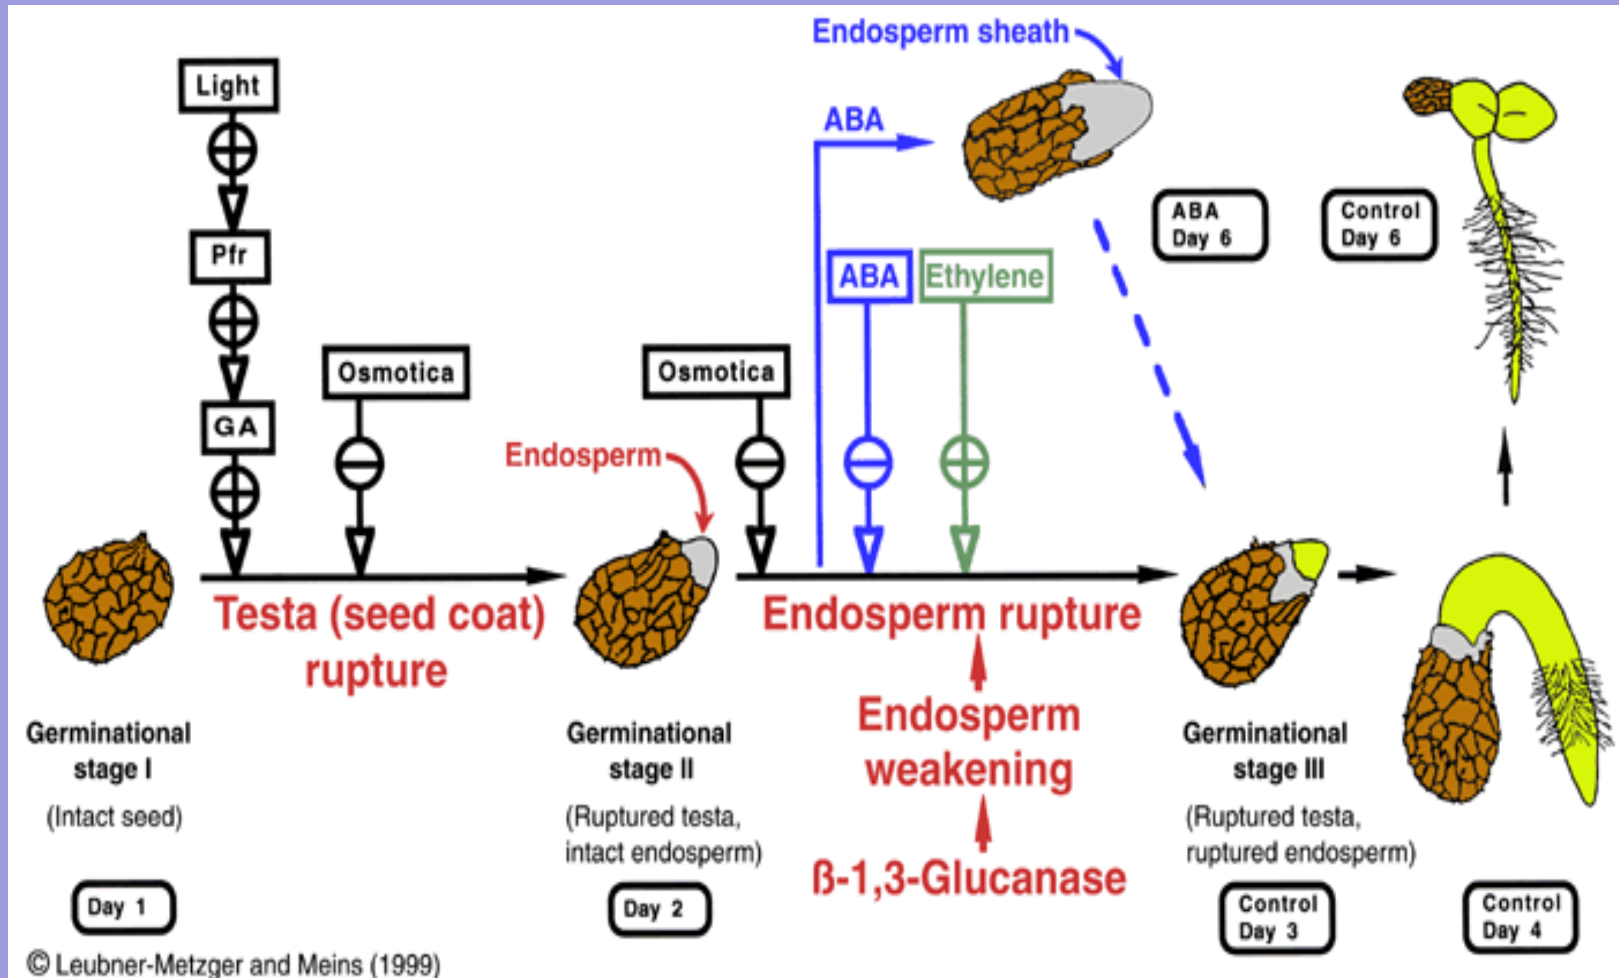 Endosperm sheath
Light
ABA
ABA
Day 6
Control
Day 6
Pfr
ABA
Ethylene
Osmotica
Osmotica
GA
Endosperm
Testa (seed coat)
rupture
Endosperm rupture
Endosperm
weakening
ß-1,3-Glucanase
Germinational
stage I
(Intact seed)
Day 1
Germinational
stage II
(Ruptured testa,
intact endosperm)
Day 2
Germinational
stage III
(Ruptured testa,
ruptured endosperm)
Control
Day 3
Control
Day 4
© Leubner-Metzger and Meins (1999)